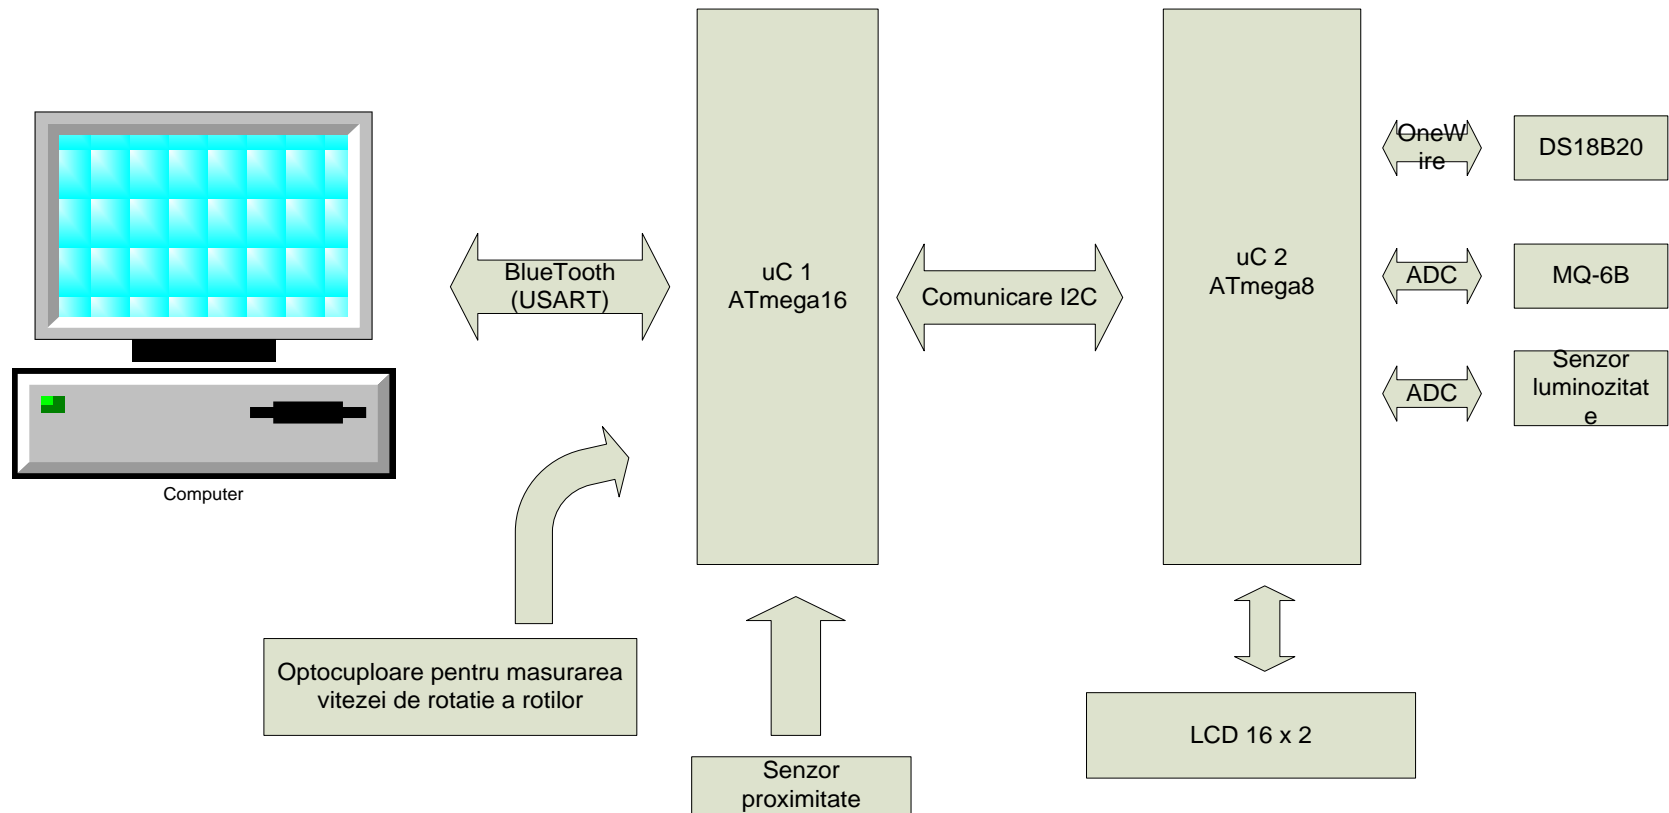 Computer
BlueTooth
(USART)
uC 1
ATmega16
Comunicare I2C
uC 2
ATmega8
OneW
ire
DS18B20
ADC
MQ-6B
ADC
Senzor
luminozitat
e
Optocuploare pentru masurarea
vitezei de rotatie a rotilor
Senzor
proximitate
LCD 16 x 2